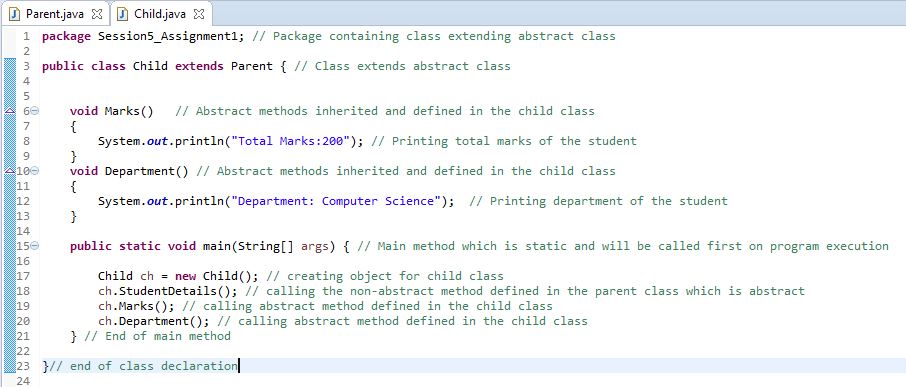 Parent.java Child.java
1 package Session5_Assignment1; // Package containing class extending abstract class
2
3 public class Child extends Parent { // Class extends abstract class
4
5
6 void Marks() // Abstract methods inherited and defined in the child class
7 {
8 System.out.println("Total Marks:200"); // Printing total marks of the student
9 }
10 void Department() // Abstract methods inherited and defined in the child class
11 {
12 System.out.println("Department: Computer Science"); // Printing department of the student
13 }
14
15 public static void main(String[] args) { // Main method which is static and will be called first on program execution
16
17 Child ch = new Child(); // creating object for child class
18 ch.StudentDetails(); // calling the non-abstract method defined in the parent class which is abstract
19 ch.Marks(); // calling abstract method defined in the child class
20 ch.Department(); // calling abstract method defined in the child class
21 } // End of main method
22
23 }// end of class declaration
24